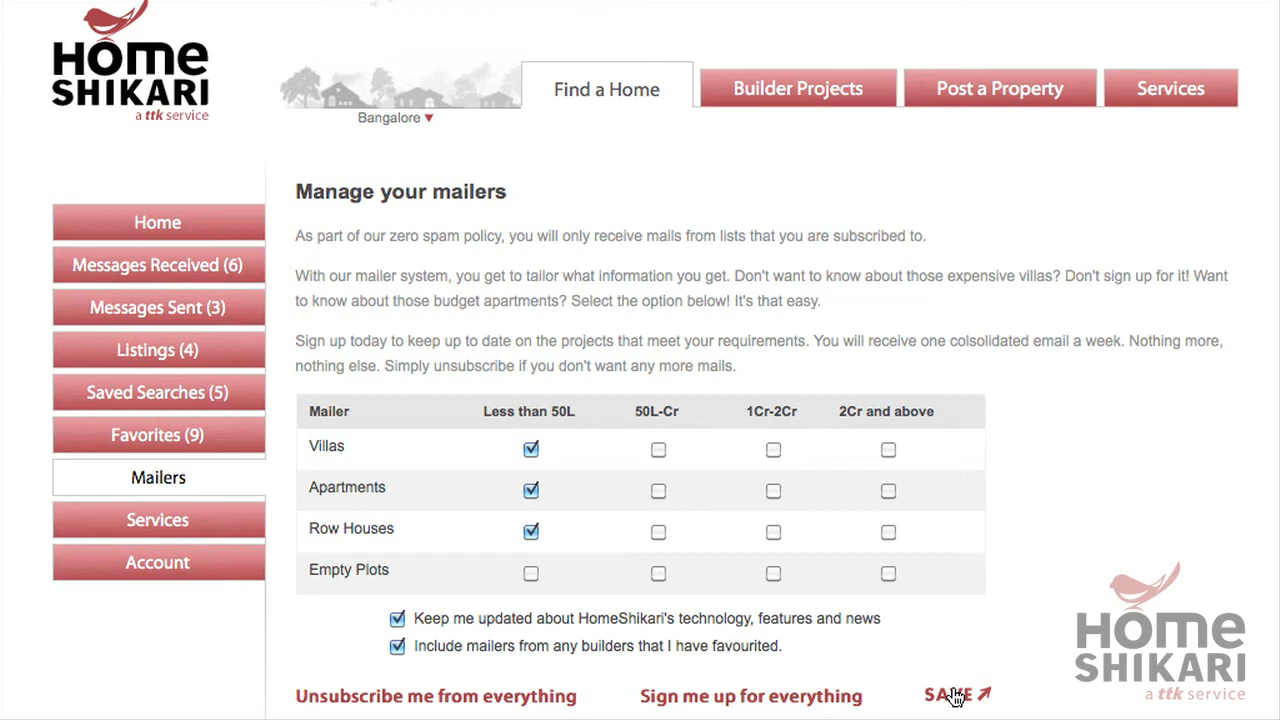 HOme
SHIKARI
a ttk service
Bangalore ▼
Find a Home
Builder Projects
Post a Property
Services
Manage your mailers
As part of our zero spam policy, you will only receive mails from lists that you are subscribed to.
With our mailer system, you get to tailor what information you get. Don't want to know about those expensive villas? Don't sign up for it! Want
to know about those budget apartments? Select the option below! It's that easy.
Sign up today to keep up to date on the projects that meet your requirements. You will receive one colsolidated email a week. Nothing more,
nothing else. Simply unsubscribe if you don't want any more mails.
Home
Messages Received (6)
Messages Sent (3)
Listings (4)
Saved Searches (5)
Favorites (9)
Mailers
Services
Account
Mailer Less than 50L 50L-Cr 1Cr-2Cr 2Cr and above
Villas
Apartments
Row Houses
Empty Plots
Keep me updated about HomeShikari's technology, features and news
Include mailers from any builders that I have favourited.
Unsubscribe me from everything
Sign me up for everything
SAVE
HOme
SHIKARI
a ttk service